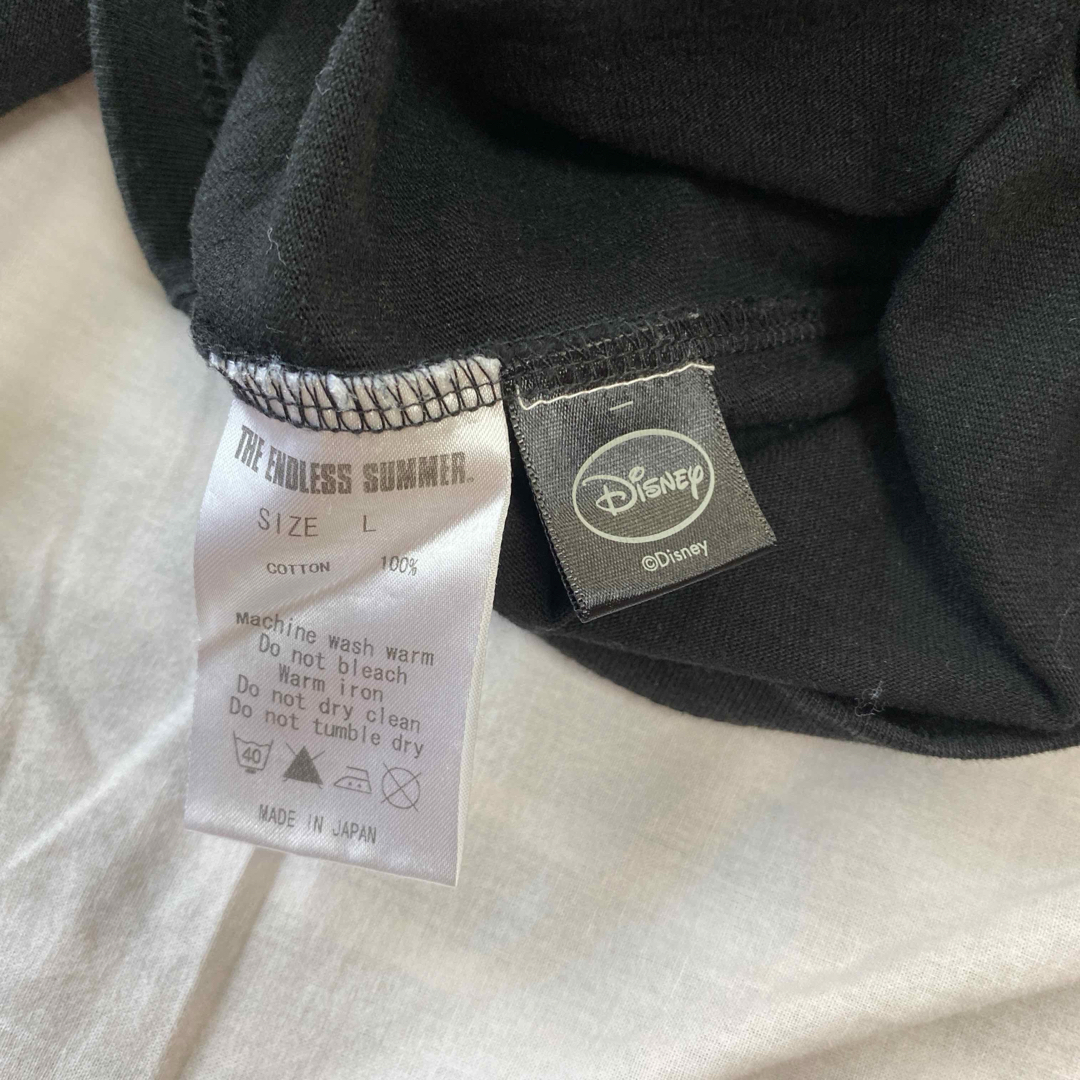 THE ENDLESS SUMMER.
SIZE L
COTTON 100%
Machine wash warm
Do not bleach
Warm iron
Do not dry clean
Do not tumble dry
40
MADE IN JAPAN
Disney
©Disney